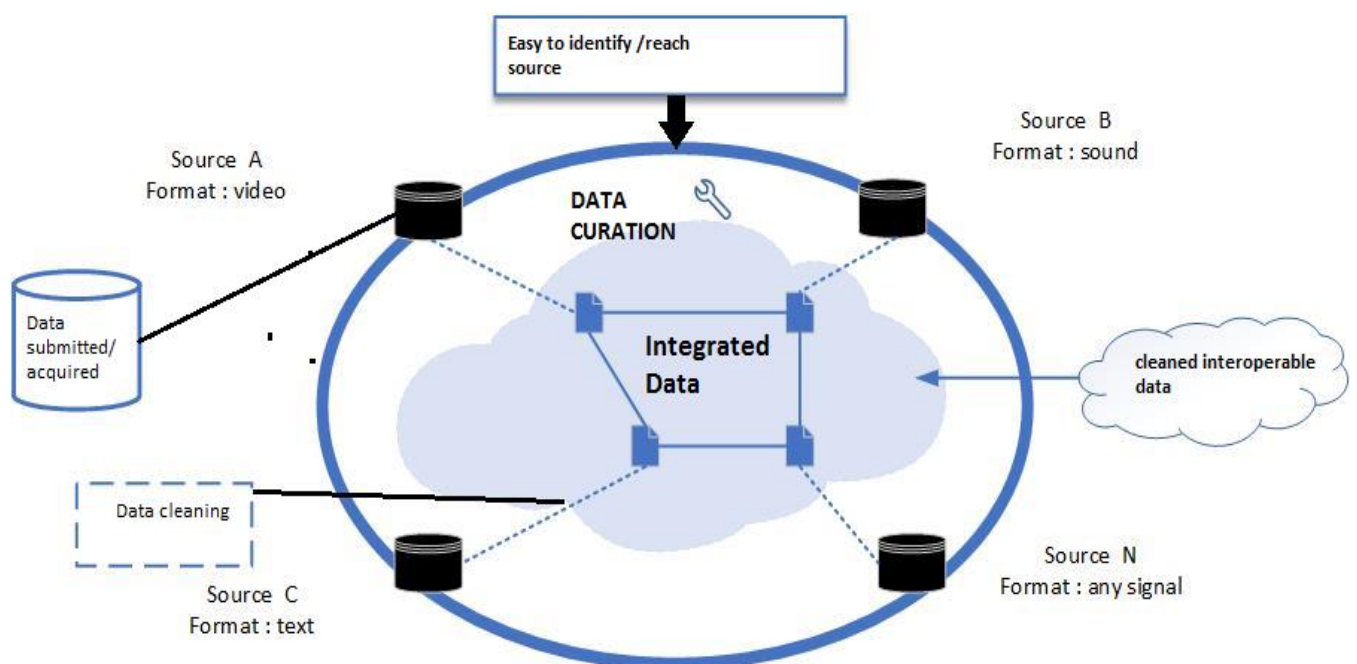 Easy to identify /reach
source
Source A
Format : video
Source B
Format : sound
DATA
CURATION
Data
submitted/
acquired
Integrated
Data
cleaned interoperable
data
Data cleaning
Source C
Format : text
Source N
Format : any signal